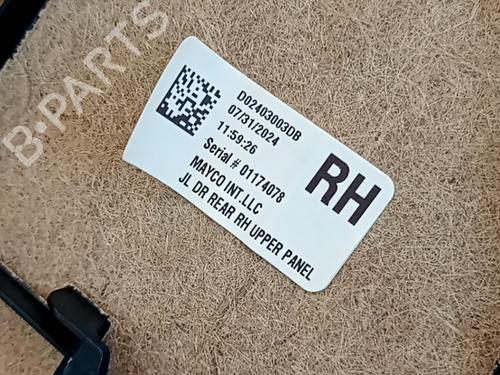 B-PARTS
D02403003DB
07/31/2024
11:59:26
Serial # 01174078
MAYCO INT.LLC
JL DR REAR RH UPPER PANEL
RH